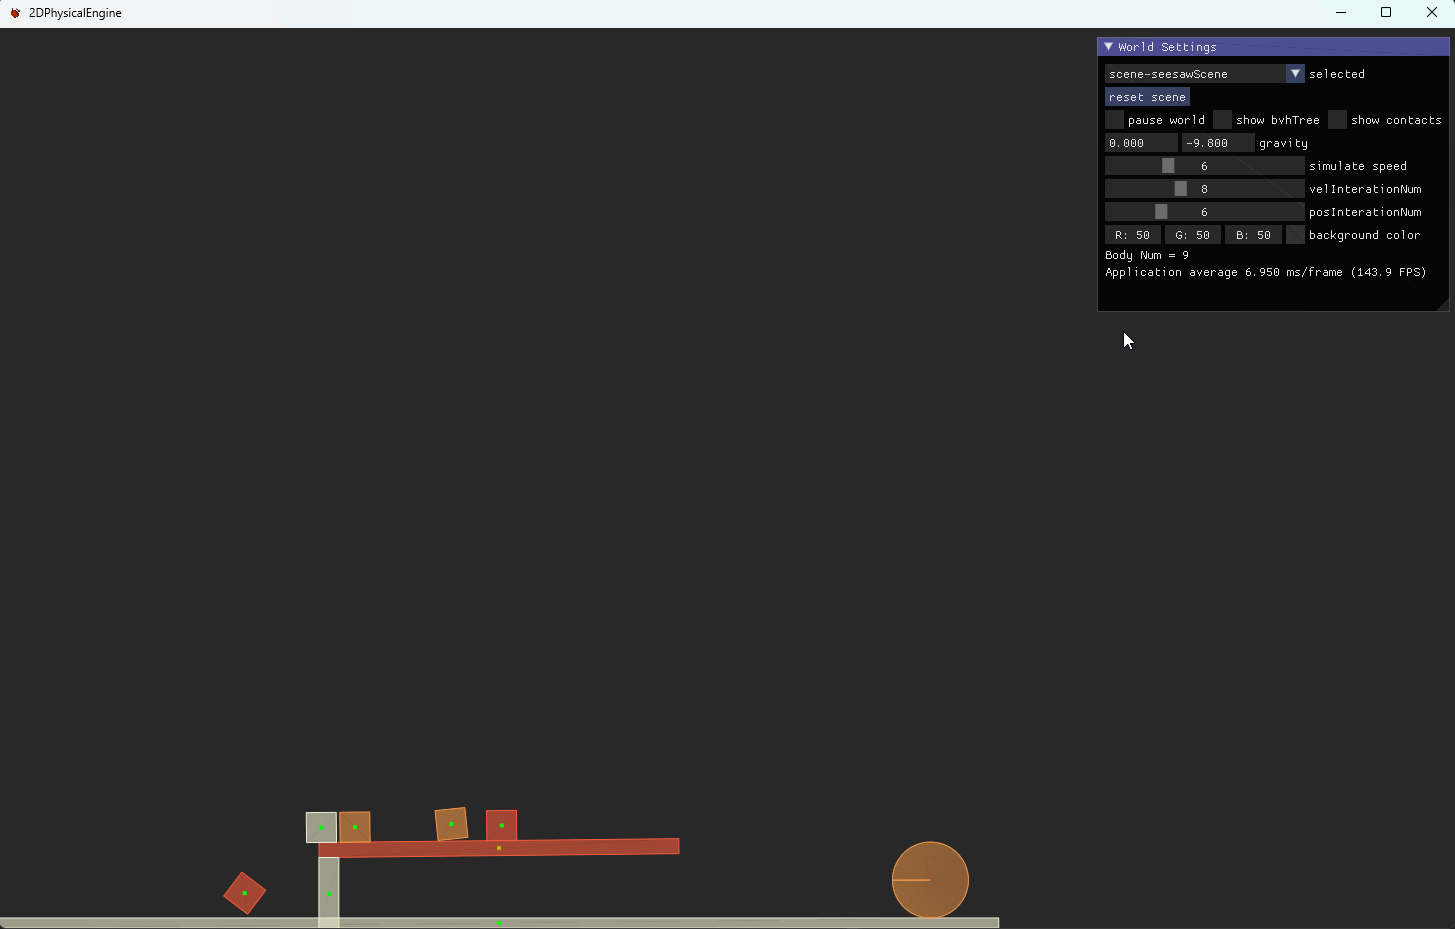 2DPhysicalEngine
World Settings
scene-seesawScene selected
reset scene
pause world show bvhTree show contacts
0.000 -9.800 gravity
6 simulate speed
8 velInterationNum
6 posInterationNum
R: 50 G: 50 B: 50 background color
Body Num = 9
Application average 6.950 ms/frame (143.9 FPS)